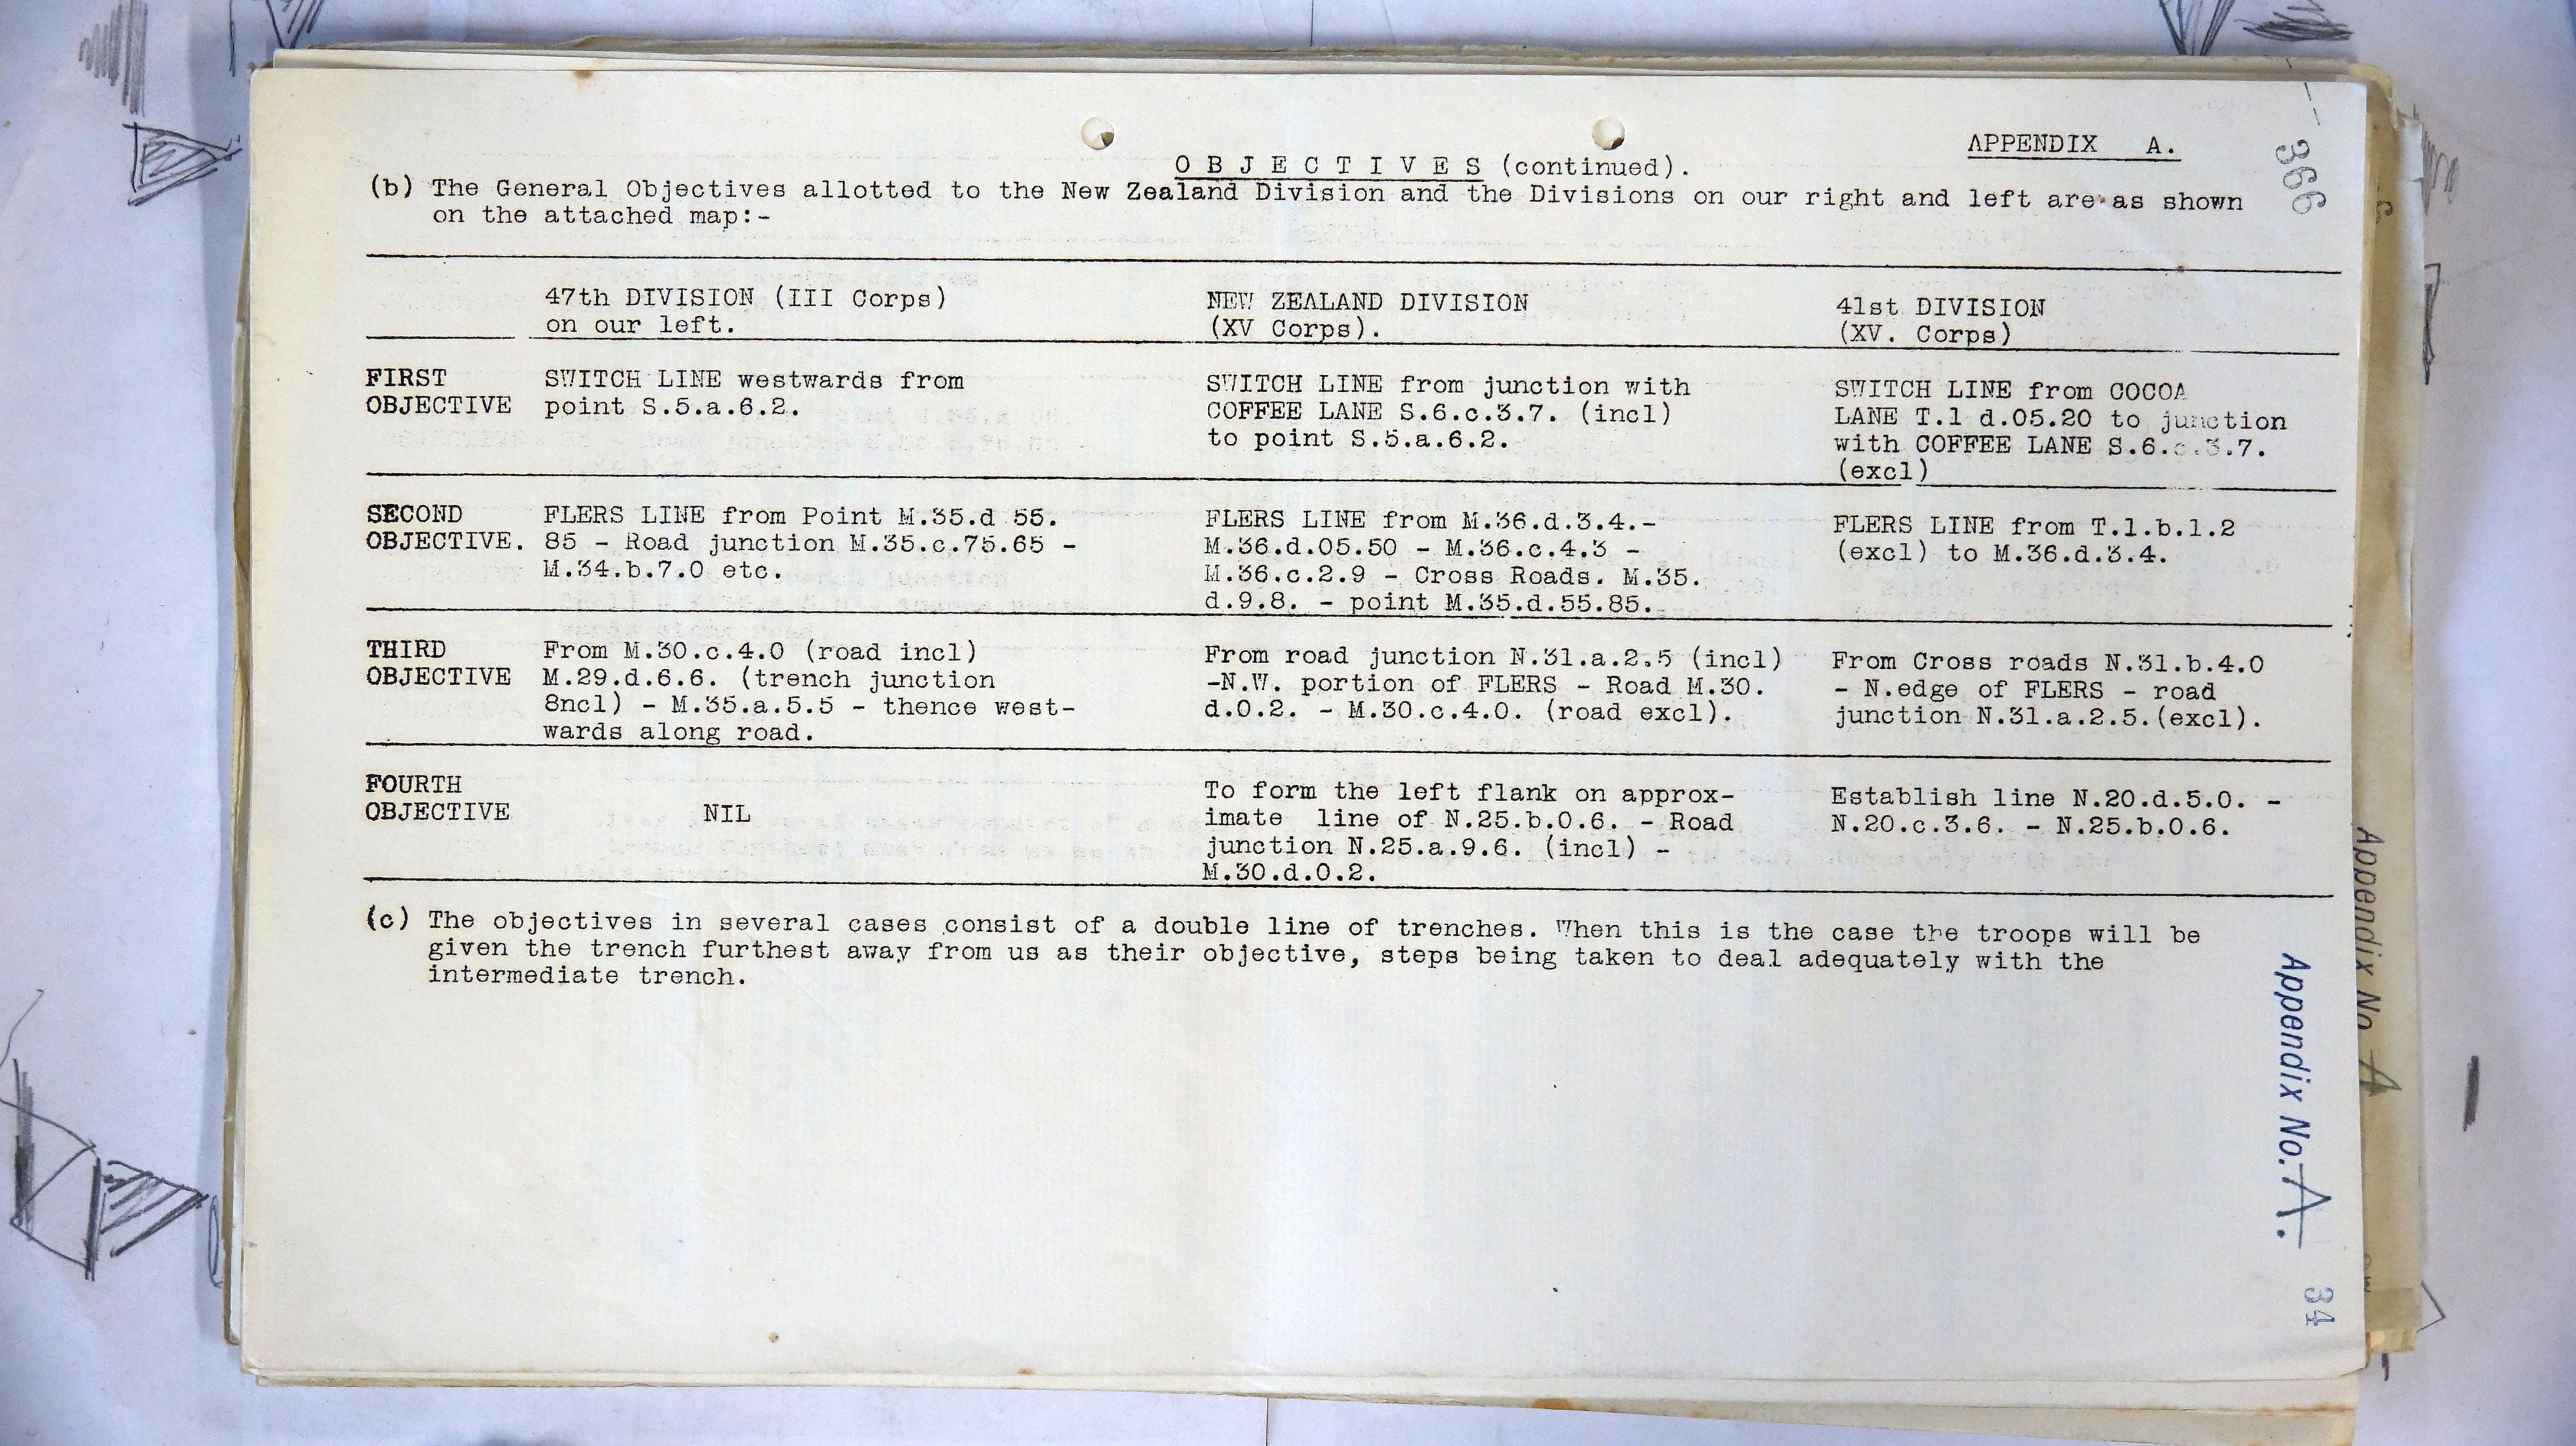 APPENDIX A.
O B J E C T I V E S (continued).
(b) The General Objectives allotted to the New Zealand Division and the Divisions on our right and left are as shown
on the attached map:-
47th DIVISION (III Corps)
on our left.
NEW ZEALAND DIVISION
(XV Corps).
41st DIVISION
(XV. Corps)
FIRST
OBJECTIVE
SWITCH LINE westwards from
point S.5.a.6.2.
SWITCH LINE from junction with
COFFEE LANE S.6.c.3.7. (incl)
to point S.5.a.6.2.
SWITCH LINE from COCOA
LANE T.1 d.05.20 to junction
with COFFEE LANE S.6.c.3.7.
(excl)
SECOND
OBJECTIVE.
FLERS LINE from Point M.35.d 55.
85 - Road junction M.35.c.75.65 -
M.34.b.7.0 etc.
FLERS LINE from M.36.d.3.4.-
M.36.d.05.50 - M.36.c.4.3 -
M.36.c.2.9 - Cross Roads. M.35.
d.9.8. - point M.35.d.55.85.
FLERS LINE from T.1.b.1.2
(excl) to M.36.d.3.4.
THIRD
OBJECTIVE
From M.30.c.4.0 (road incl)
M.29.d.6.6. (trench junction
8ncl) - M.35.a.5.5 - thence west-
wards along road.
From road junction N.31.a.2.5 (incl)
-N.W. portion of FLERS - Road M.30.
d.0.2. - M.30.c.4.0. (road excl).
From Cross roads N.31.b.4.0
- N.edge of FLERS - road
junction N.31.a.2.5.(excl).
FOURTH
OBJECTIVE
NIL
To form the left flank on approx-
imate line of N.25.b.0.6. - Road
junction N.25.a.9.6. (incl) -
M.30.d.0.2.
Establish line N.20.d.5.0. -
N.20.c.3.6. - N.25.b.0.6.
(c) The objectives in several cases consist of a double line of trenches. When this is the case the troops will be
given the trench furthest away from us as their objective, steps being taken to deal adequately with the
intermediate trench.
366
Appendix No. A.
34
Appendix No A